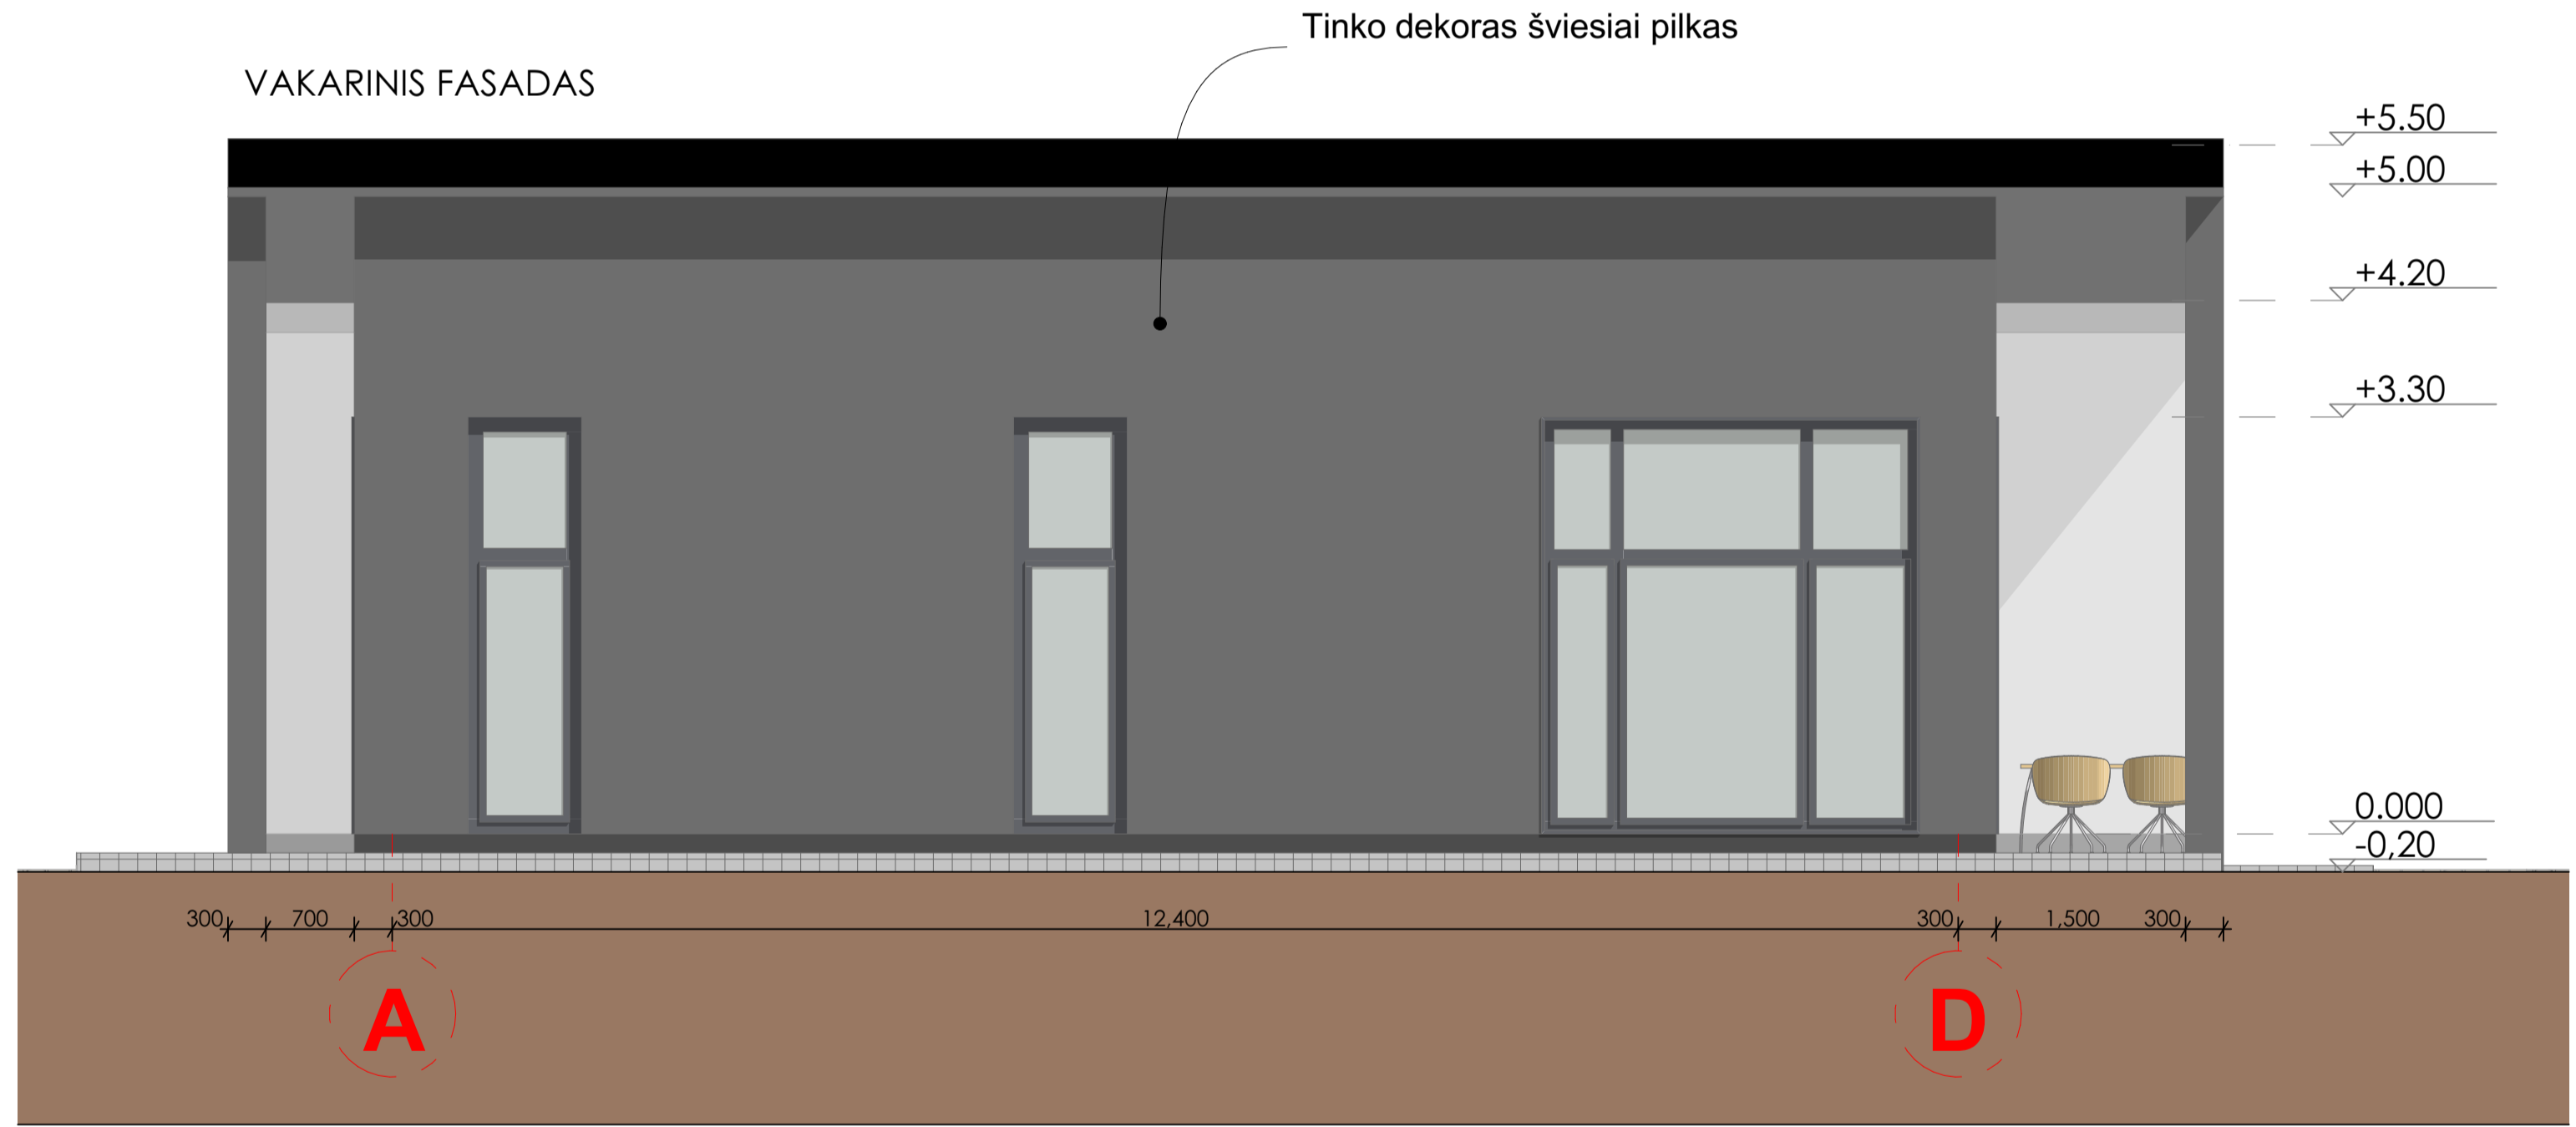 Tinko dekoras šviesiai pilkas
VAKARINIS FASADAS
+5.50
+5.00
+4.20
+3.30
0.000
-0,20
300 700 300 12,400 300 1,500 300
A D